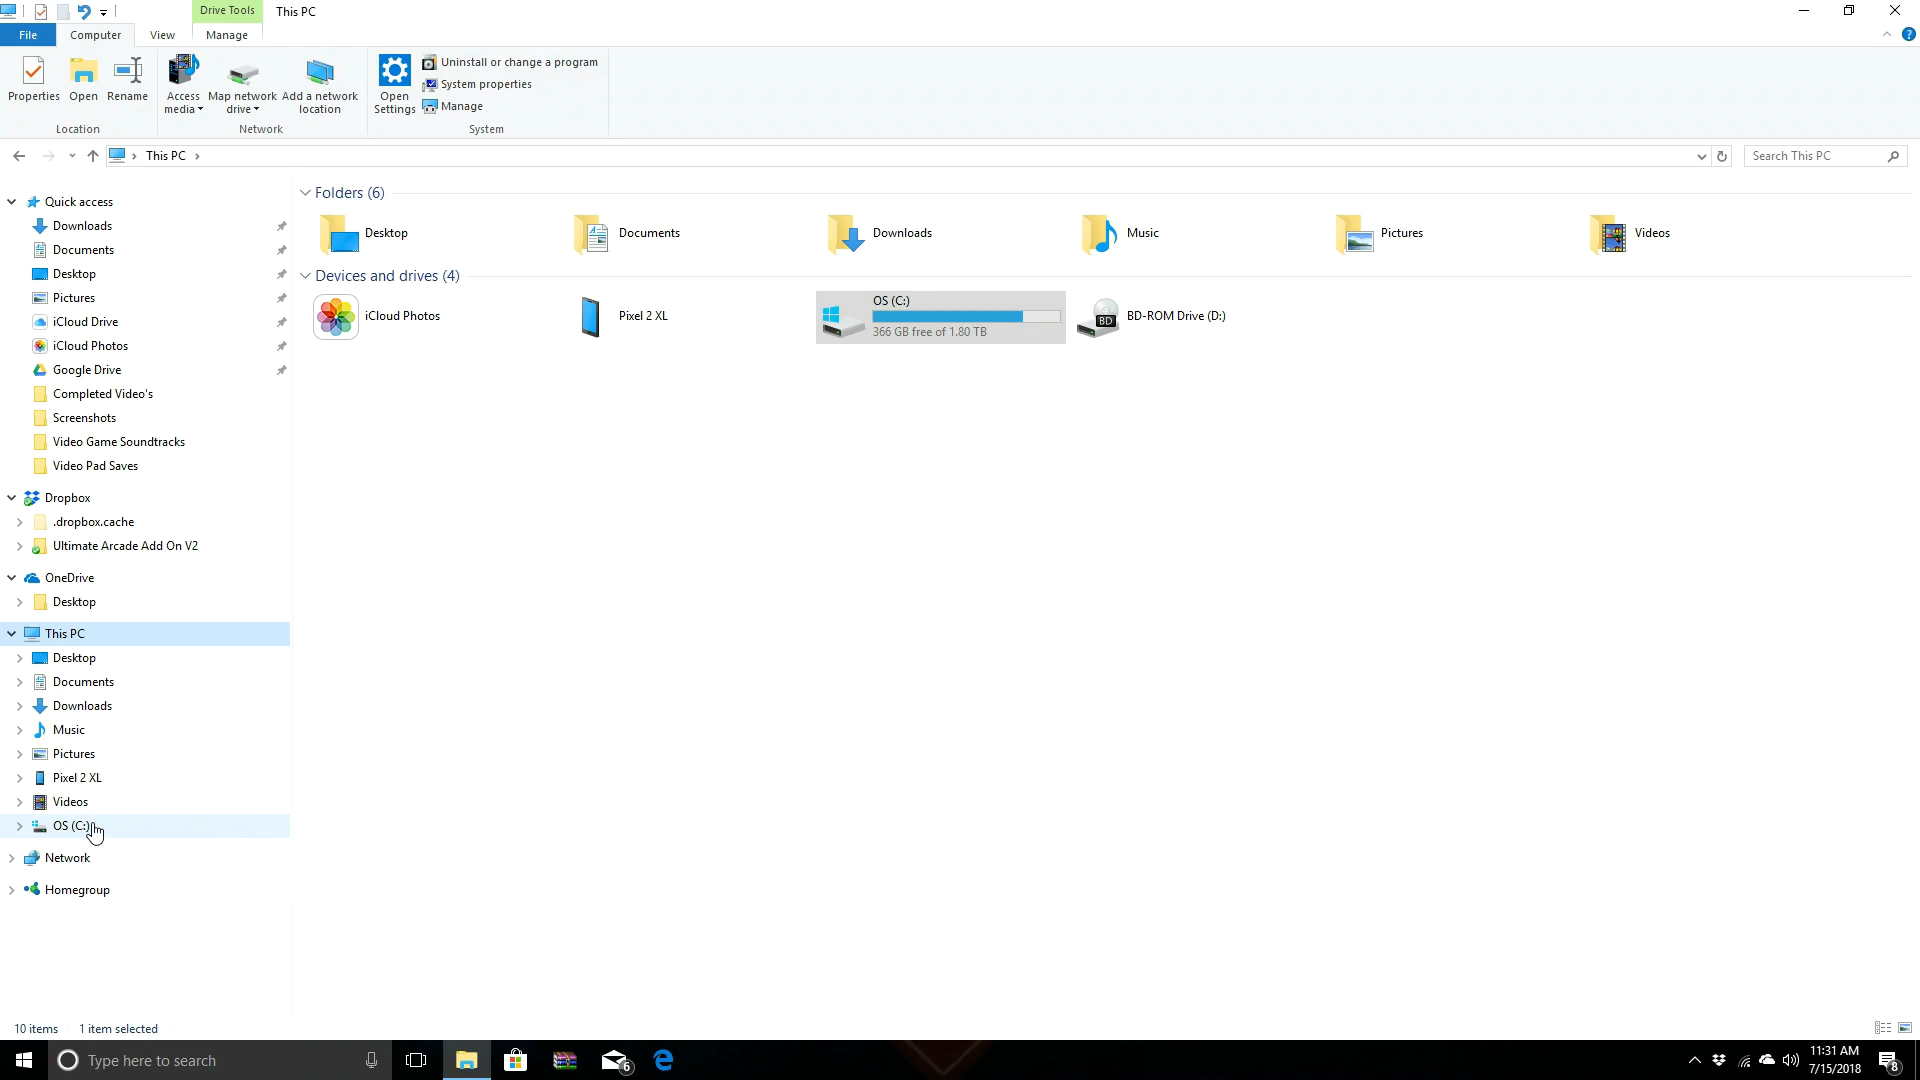 Drive Tools This PC
File Computer View Manage
Properties Open Rename Access media Map network drive Add a network location Open Settings
Uninstall or change a program
System properties
Manage
Location Network System
This PC
Search This PC
Quick access
Downloads
Documents
Desktop
Pictures
iCloud Drive
iCloud Photos
Google Drive
Completed Video's
Screenshots
Video Game Soundtracks
Video Pad Saves
Dropbox
.dropbox.cache
Ultimate Arcade Add On V2
OneDrive
Desktop
This PC
Desktop
Documents
Downloads
Music
Pictures
Pixel 2 XL
Videos
OS (C:)
Network
Homegroup
Folders (6)
Desktop Documents Downloads Music Pictures Videos
Devices and drives (4)
iCloud Photos
Pixel 2 XL
OS (C:)
366 GB free of 1.80 TB
BD
BD-ROM Drive (D:)
10 items 1 item selected
Type here to search
6
11:31 AM
7/15/2018
8